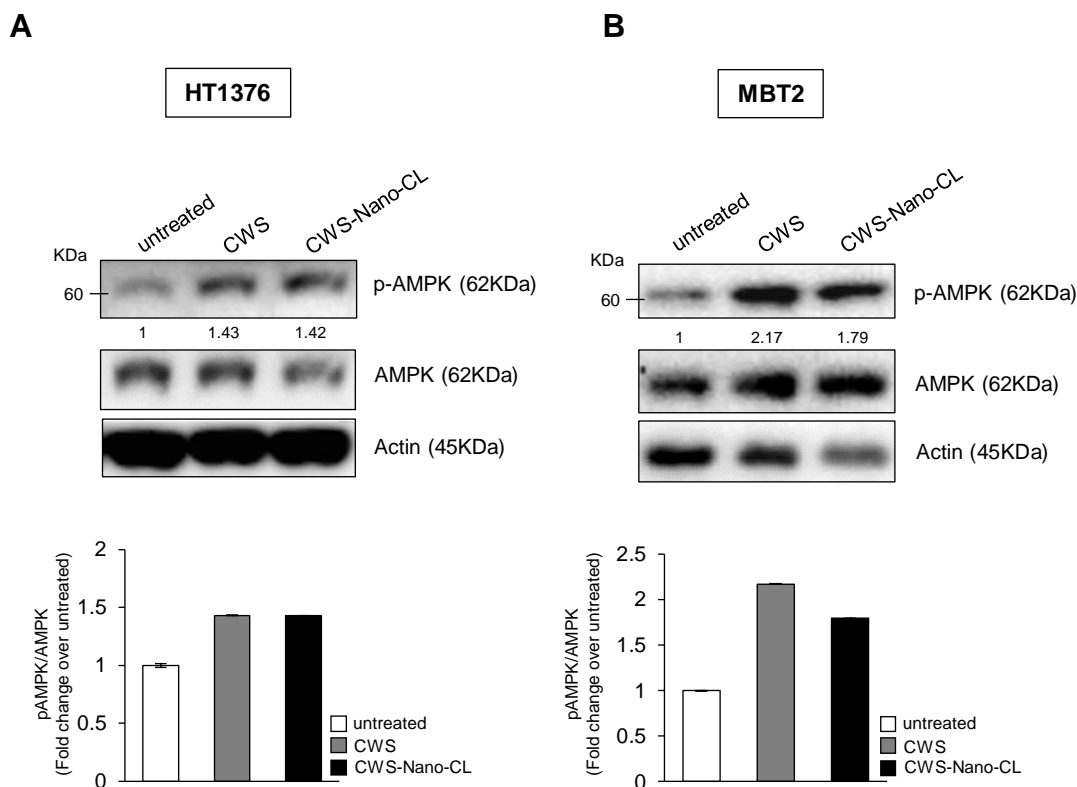 A
HT1376
untreated
CWS
CWS-Nano-CL
KDa
60
p-AMPK (62KDa)
1 1.43 1.42
AMPK (62KDa)
Actin (45KDa)
pAMPK/AMPK
(Fold change over untreated)
2
1.5
1
0.5
0
untreated
CWS
CWS-Nano-CL
B
MBT2
untreated
CWS
CWS-Nano-CL
KDa
60
p-AMPK (62KDa)
1 2.17 1.79
AMPK (62KDa)
Actin (45KDa)
pAMPK/AMPK
(Fold change over untreated)
2.5
2
1.5
1
0.5
0
untreated
CWS
CWS-Nano-CL